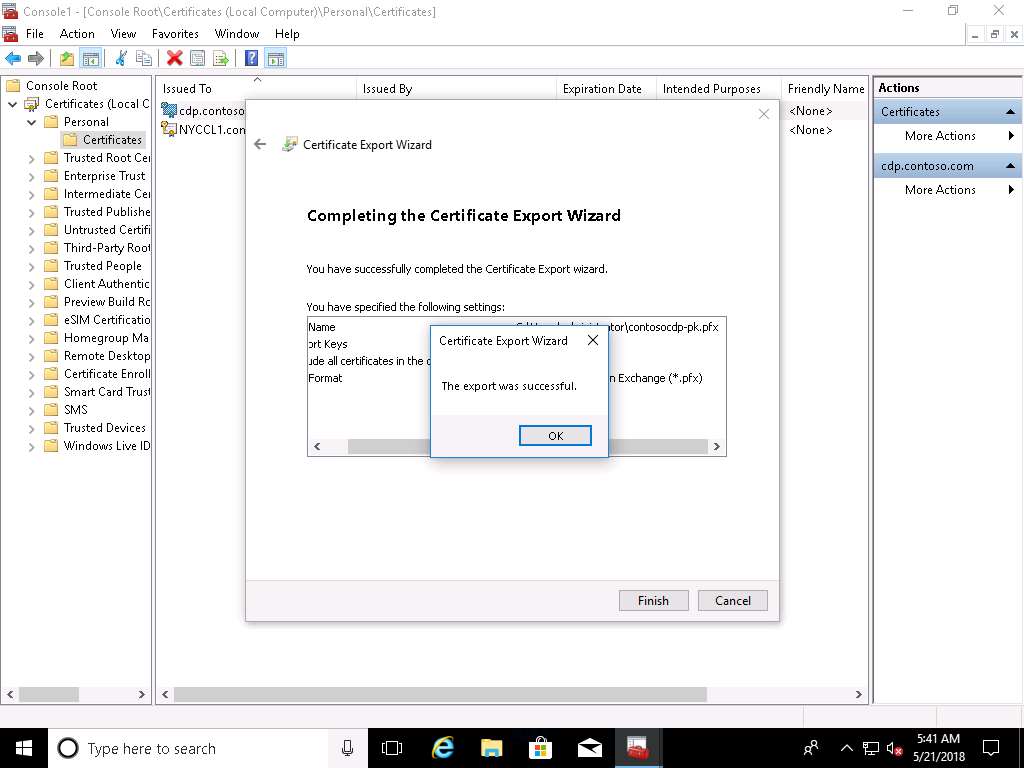 Console1 - [Console Root\Certificates (Local Computer)\Personal\Certificates]
File Action View Favorites Window Help
Console Root
Certificates (Local C
Personal
Certificates
Trusted Root Cer
Enterprise Trust
Intermediate Cer
Trusted Publishe
Untrusted Certifi
Third-Party Root
Trusted People
Client Authentic
Preview Build Ro
eSIM Certificatio
Homegroup Ma
Remote Desktop
Certificate Enroll
Smart Card Trust
SMS
Trusted Devices
Windows Live ID
Issued To Issued By Expiration Date Intended Purposes Friendly Name
cdp.contoso <None>
NYCCL1.con <None>
Actions
Certificates
More Actions
cdp.contoso.com
More Actions
Certificate Export Wizard
Completing the Certificate Export Wizard
You have successfully completed the Certificate Export wizard.
You have specified the following settings:
Name ator\contosocdp-pk.pfx
ort Keys
ude all certificates in the c
Format n Exchange (*.pfx)
Certificate Export Wizard
The export was successful.
OK
Finish Cancel
Type here to search
5:41 AM
5/21/2018